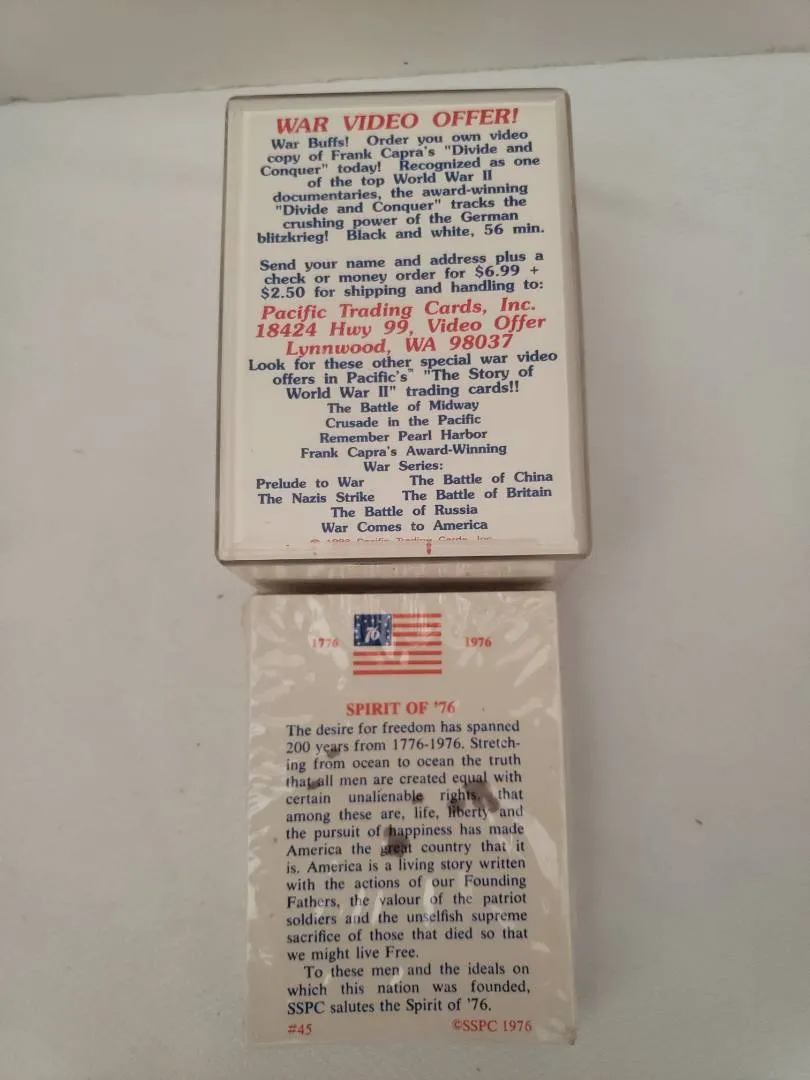 WAR VIDEO OFFER!
War Buffs! Order you own video
copy of Frank Capra's "Divide and
Conquer" today! Recognized as one
of the top World War II
documentaries, the award-winning
"Divide and Conquer" tracks the
crushing power of the German
blitzkrieg! Black and white, 56 min.
Send your name and address plus a
check or money order for $6.99 +
$2.50 for shipping and handling to:
Pacific Trading Cards, Inc.
18424 Hwy 99, Video Offer
Lynnwood, WA 98037
Look for these other special war video
offers in Pacific's™ "The Story of
World War II" trading cards!!
The Battle of Midway
Crusade in the Pacific
Remember Pearl Harbor
Frank Capra's Award-Winning
War Series:
Prelude to War The Battle of China
The Nazis Strike The Battle of Britain
The Battle of Russia
War Comes to America
Pacific Trading Cards, Inc.
1776 76 1976
SPIRIT OF '76
The desire for freedom has spanned
200 years from 1776-1976. Stretch-
ing from ocean to ocean the truth
that all men are created equal with
certain unalienable rights, that
among these are, life, liberty and
the pursuit of happiness has made
America the great country that it
is. America is a living story written
with the actions of our Founding
Fathers, the valour of the patriot
soldiers and the unselfish supreme
sacrifice of those that died so that
we might live Free.
To these men and the ideals on
which this nation was founded,
SSPC salutes the Spirit of '76.
#45 ©SSPC 1976